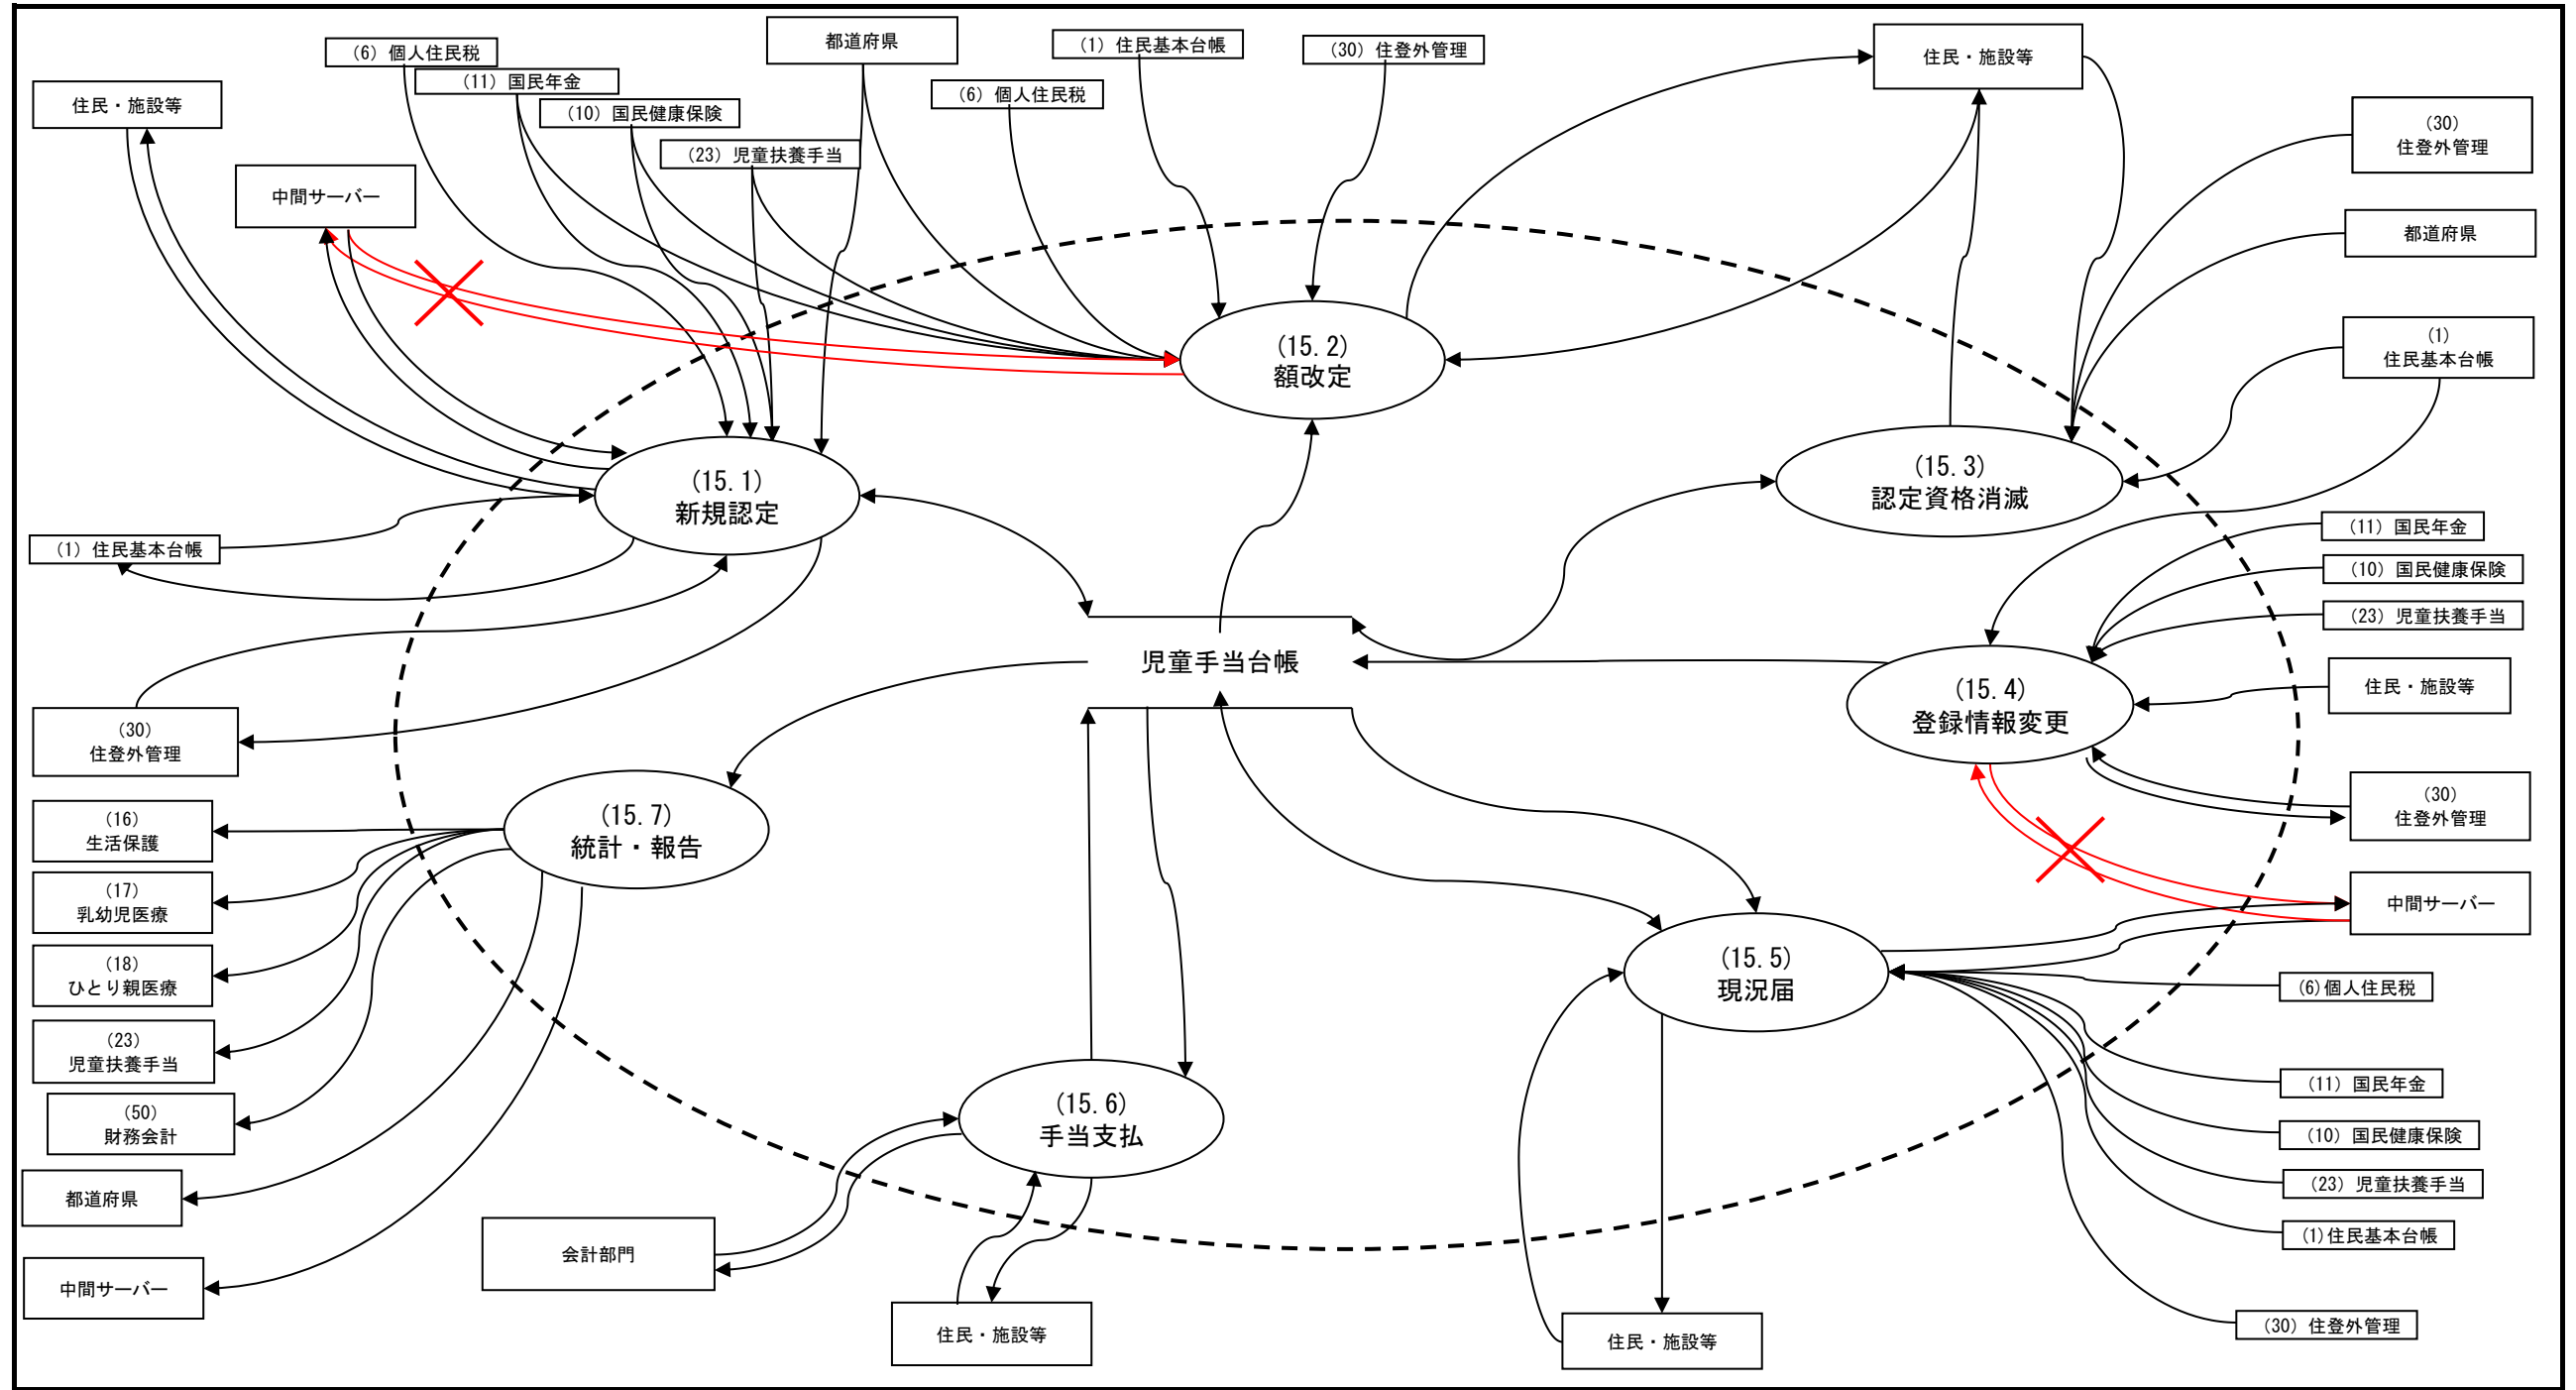 （6）個人住民税
（11）国民年金
（10）国民健康保険
（23）児童扶養手当
都道府県
（6）個人住民税
（1）住民基本台帳
（30）住登外管理
住民・施設等
住民・施設等
中間サーバー
（30）
住登外管理
都道府県
（1）
住民基本台帳
(15.2)
額改定
(15.1)
新規認定
(15.3)
認定資格消滅
（1）住民基本台帳
（11）国民年金
（10）国民健康保険
（23）児童扶養手当
児童手当台帳
住民・施設等
(15.4)
登録情報変更
（30）
住登外管理
（30）
住登外管理
(15.7)
統計・報告
（16）
生活保護
（17）
乳幼児医療
（18）
ひとり親医療
（23）
児童扶養手当
（50）
財務会計
都道府県
中間サーバー
中間サーバー
(15.5)
現況届
(6)個人住民税
（11）国民年金
（10）国民健康保険
（23）児童扶養手当
(1)住民基本台帳
（30）住登外管理
(15.6)
手当支払
会計部門
住民・施設等
住民・施設等